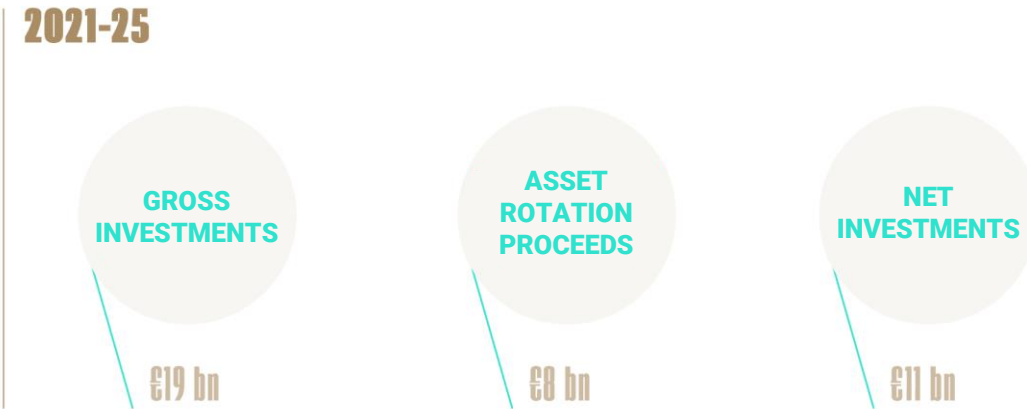 2021-25
GROSS
INVESTMENTS
ASSET
ROTATION
PROCEEDS
NET
INVESTMENTS
€19 bn
€8 bn
€11 bn